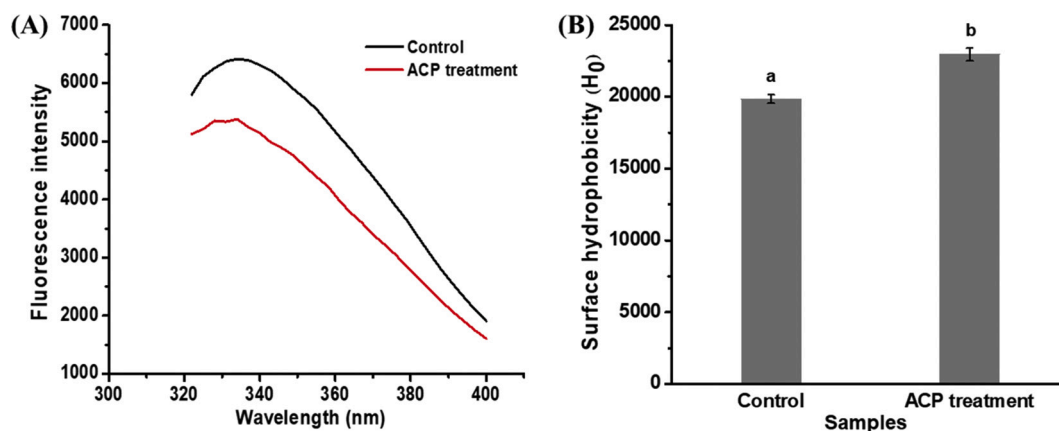 (A)
7000
6000
5000
4000
3000
2000
1000
Fluorescence intensity
Control
ACP treatment
300
320
340
360
380
400
Wavelength (nm)
(B)
25000
20000
15000
10000
5000
0
Surface hydrophobicity (H0)
a
b
Control
ACP treatment
Samples